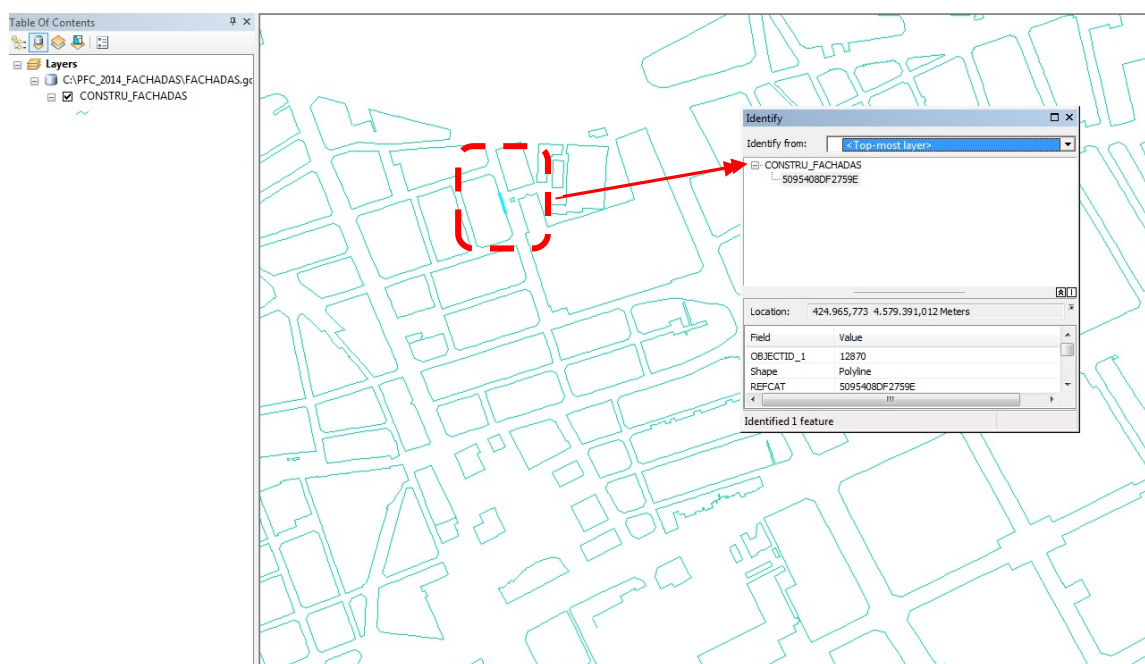 Table Of Contents
Layers
C:\PFC_2014_FACHADAS\FACHADAS.gc
CONSTRU_FACHADAS
Identify
Identify from:
<Top-most layer>
CONSTRU_FACHADAS
5095408DF2759E
Location:
424.965,773 4.579.391,012 Meters
Field Value
OBJECTID_1 12870
Shape Polyline
REFCAT 5095408DF2759E
Identified 1 feature